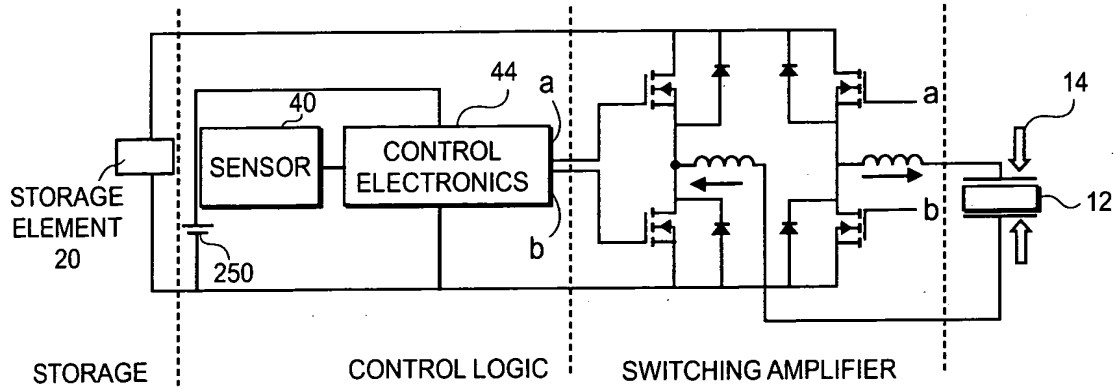 44
a
14
40
a
SENSOR
CONTROL
ELECTRONICS
STORAGE
ELEMENT
20
12
b
b
250
STORAGE
CONTROL LOGIC
SWITCHING AMPLIFIER